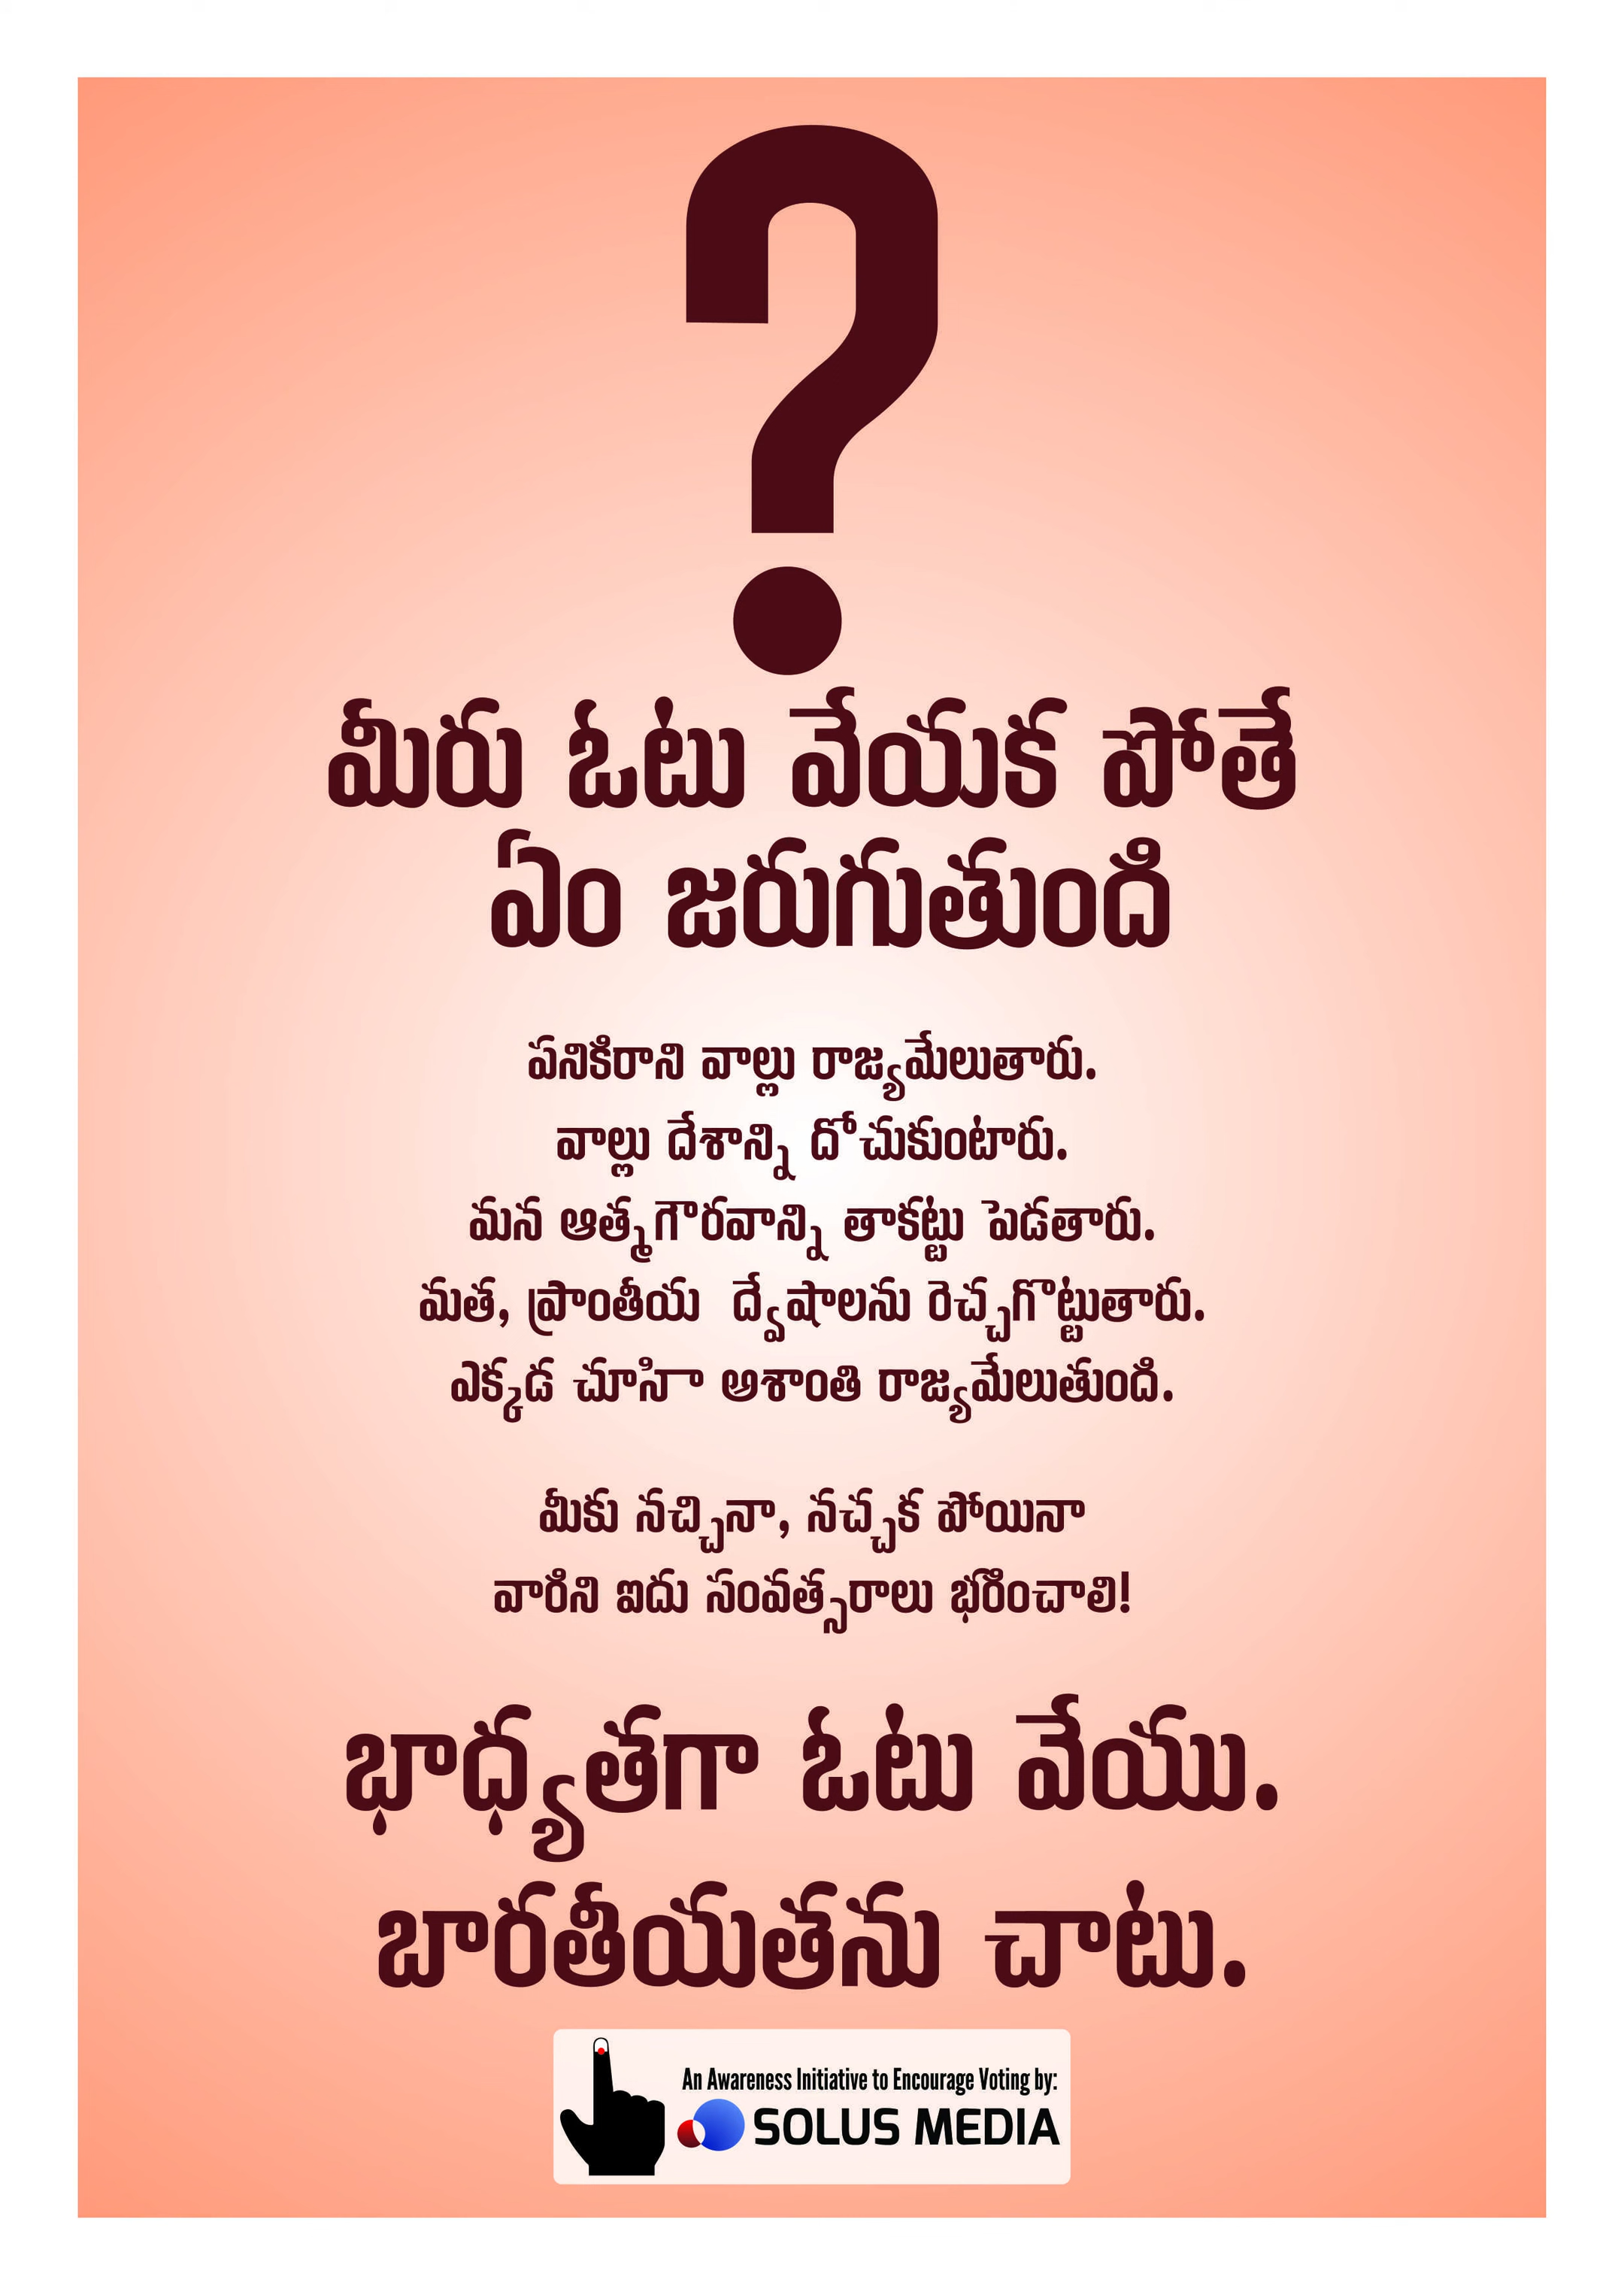 ?
మీరు ఓటు వేయక పోతే
ఏం జరుగుతుంది
పనికిరాని వాల్లు రాజ్యమేలుతారు.
వాల్లు దేశాన్ని దోచుకుంటారు.
మన ఆత్మగౌరవాన్ని తాకట్టు పెడతారు.
మత, ప్రాంతీయ ద్వేషాలను రెచ్చగొట్టుతారు.
ఎక్కడ చూసినా అశాంతి రాజ్యమేలుతుంది.
మీకు నచ్చినా, నచ్చక పోయినా
వారిని ఐదు సంవత్సరాలు భరించాలి!
భాధ్యతగా ఓటు వేయు.
బారతీయతను చాటు.
An Awareness Initiative to Encourage Voting by:
SOLUS MEDIA